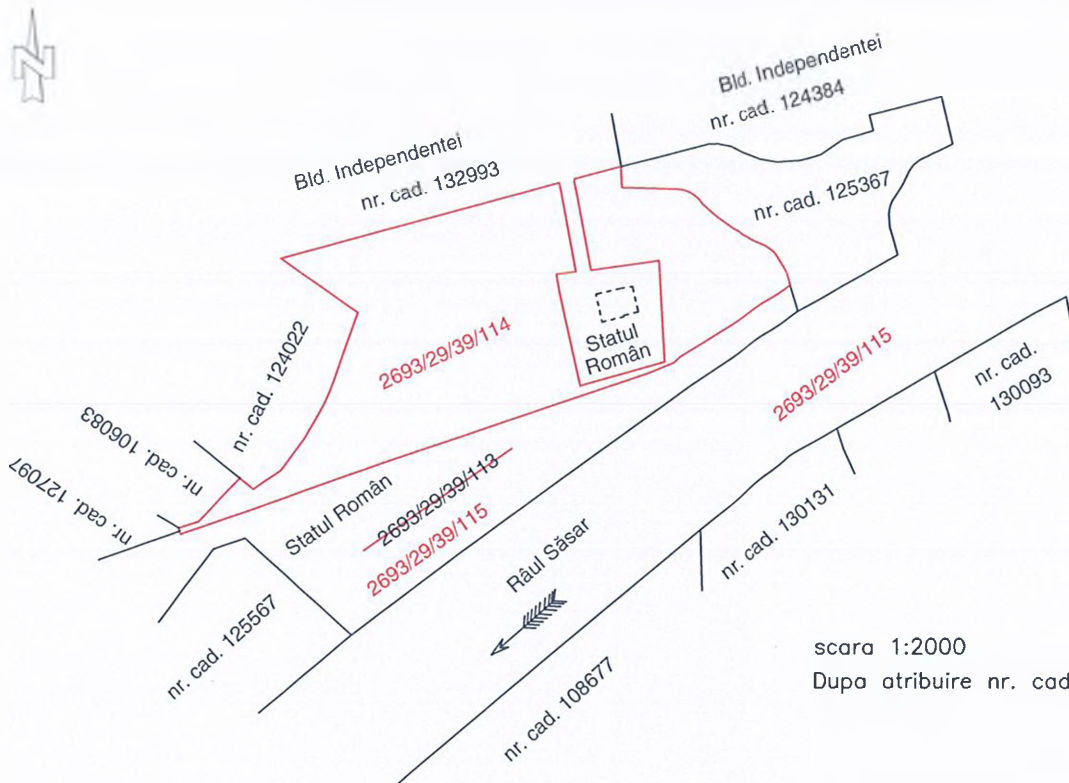 N
Bld. Independentei
nr. cad. 124384
Bld. Independentei
nr. cad. 132993
nr. cad. 125367
nr. cad. 124022
2693/29/39/114
Statul
Român
2693/29/39/115
nr. cad.
130093
nr. cad. 106083
nr. cad. 127097
Statul Român
2693/29/39/113
2693/29/39/115
nr. cad. 130131
Râul Săsar
nr. cad. 125567
nr. cad. 108677
scara 1:2000
Dupa atribuire nr. cad